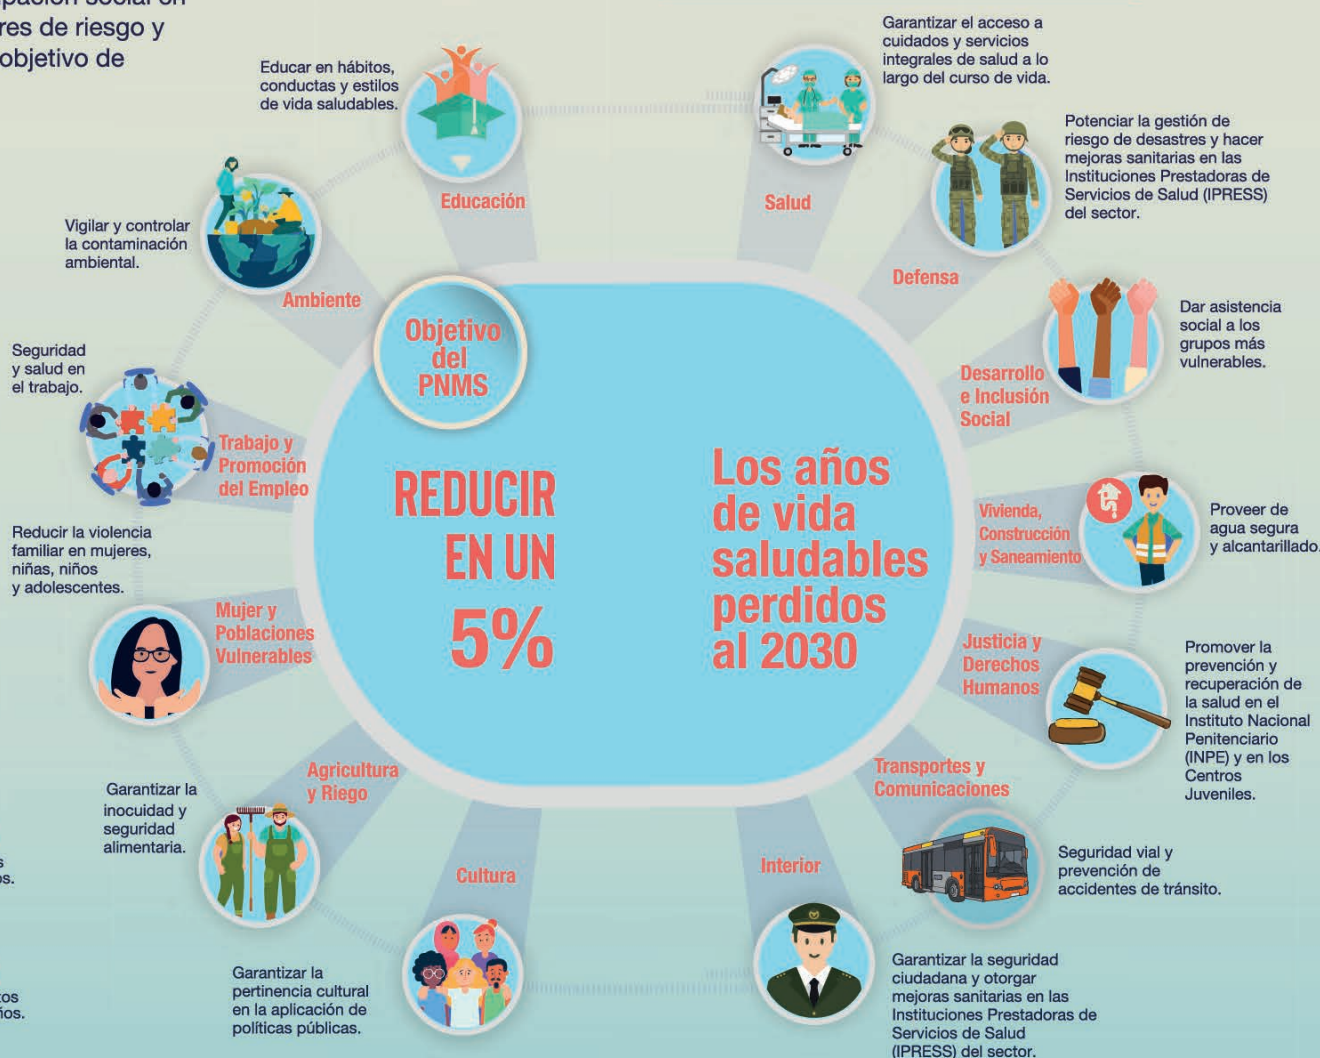 res de riesgo y
objetivo de
Educar en hábitos,
conductas y estilos
de vida saludables.
Educación
Garantizar el acceso a
cuidados y servicios
integrales de salud a lo
largo del curso de vida.
Salud
Potenciar la gestión de
riesgo de desastres y hacer
mejoras sanitarias en las
Instituciones Prestadoras de
Servicios de Salud (IPRESS)
del sector.
Defensa
Vigilar y controlar
la contaminación
ambiental.
Ambiente
Dar asistencia
social a los
grupos más
vulnerables.
Desarrollo
e Inclusión
Social
Seguridad
y salud en
el trabajo.
Trabajo y
Promoción
del Empleo
Objetivo
del
PNMS
REDUCIR
EN UN
5%
Los años
de vida
saludables
perdidos
al 2030
Vivienda,
Construcción
y Saneamiento
Proveer de
agua segura
y alcantarillado.
Reducir la violencia
familiar en mujeres,
niñas, niños
y adolescentes.
Mujer y
Poblaciones
Vulnerables
Justicia y
Derechos
Humanos
Promover la
prevención y
recuperación de
la salud en el
Instituto Nacional
Penitenciario
(INPE) y en los
Centros
Juveniles.
Agricultura
y Riego
Garantizar la
inocuidad y
seguridad
alimentaria.
Transportes y
Comunicaciones
Seguridad vial y
prevención de
accidentes de tránsito.
Cultura
Garantizar la
pertinencia cultural
en la aplicación de
políticas públicas.
Interior
Garantizar la seguridad
ciudadana y otorgar
mejoras sanitarias en las
Instituciones Prestadoras de
Servicios de Salud
(IPRESS) del sector.